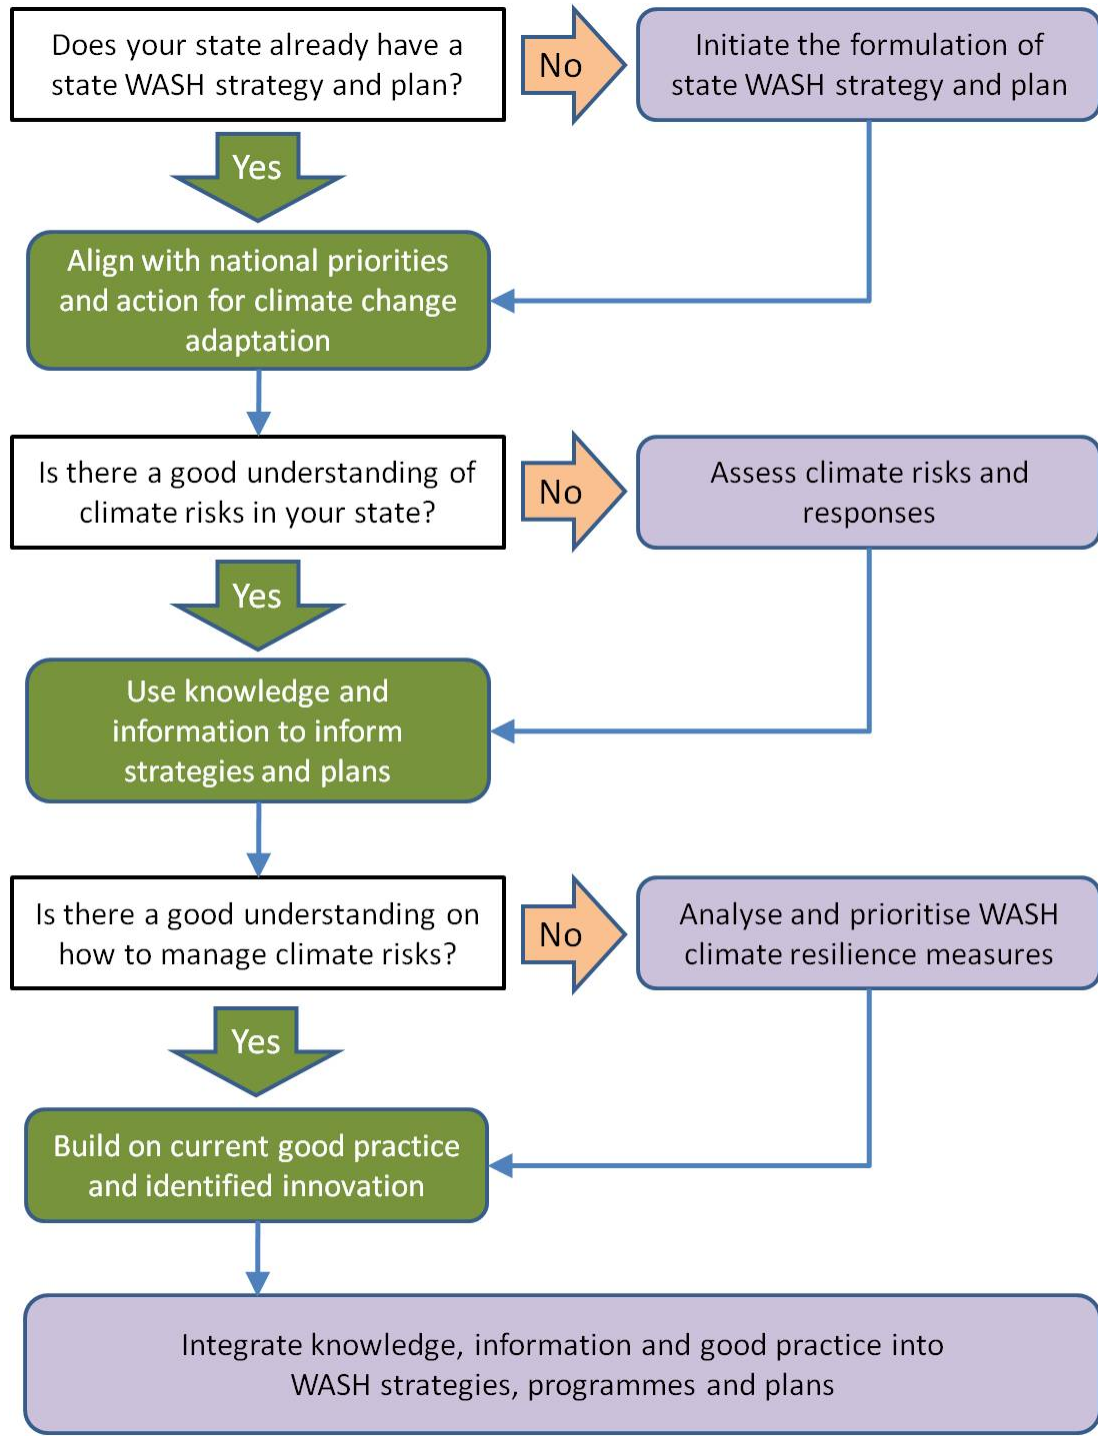 Does your state already have a
state WASH strategy and plan?
No
Initiate the formulation of
state WASH strategy and plan
Yes
Align with national priorities
and action for climate change
adaptation
Is there a good understanding of
climate risks in your state?
No
Assess climate risks and
responses
Yes
Use knowledge and
information to inform
strategies and plans
Is there a good understanding on
how to manage climate risks?
No
Analyse and prioritise WASH
climate resilience measures
Yes
Build on current good practice
and identified innovation
Integrate knowledge, information and good practice into
WASH strategies, programmes and plans